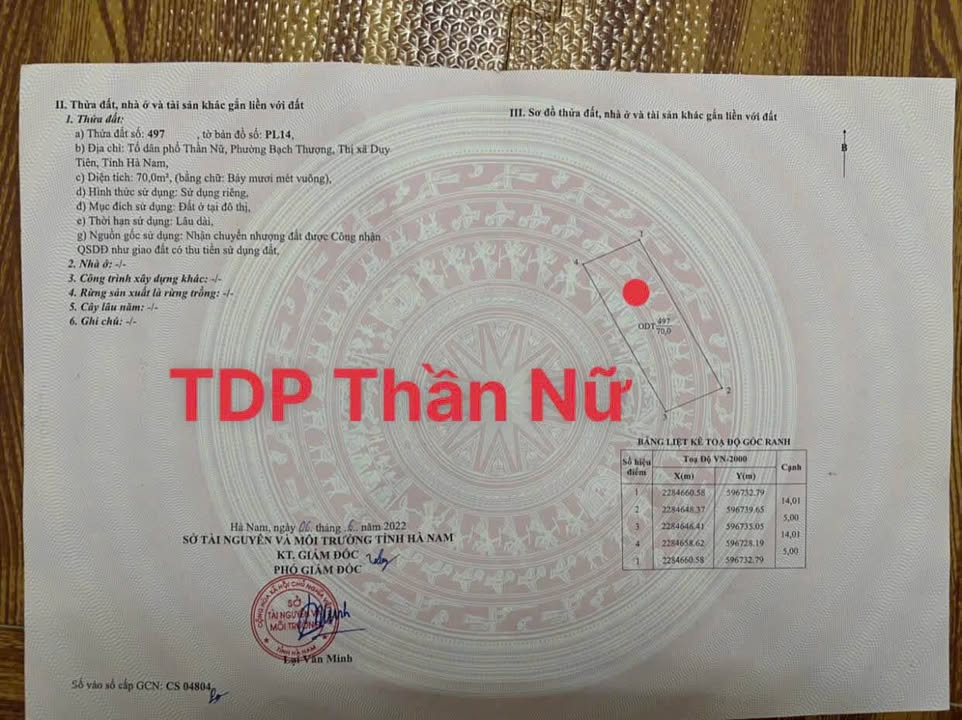 II. Thửa đất, nhà ở và tài sản khác gắn liền với đất
1. Thửa đất:
a) Thửa đất số: 497 , tờ bản đồ số: PL14,
b) Địa chỉ: Tổ dân phố Thần Nữ, Phường Bạch Thượng, Thị xã Duy
Tiên, Tỉnh Hà Nam,
c) Diện tích: 70,0m², (bằng chữ: Bảy mươi mét vuông),
d) Hình thức sử dụng: Sử dụng riêng,
đ) Mục đích sử dụng: Đất ở tại đô thị,
e) Thời hạn sử dụng: Lâu dài,
g) Nguồn gốc sử dụng: Nhận chuyển nhượng đất được Công nhận
QSDĐ như giao đất có thu tiền sử dụng đất,
2. Nhà ở: -/-
3. Công trình xây dựng khác: -/-
4. Rừng sản xuất là rừng trồng: -/-
5. Cây lâu năm: -/-
6. Ghi chú: -/-
III. Sơ đồ thửa đất, nhà ở và tài sản khác gắn liền với đất
B
1
4
ODT 497
70,0
2
3
TDP Thần Nữ
BẢNG LIỆT KÊ TOẠ ĐỘ GÓC RANH
Số hiệu điểm Toạ Độ VN-2000 Cạnh
X(m) Y(m)
1 2284660.58 596732.79
14,01
2 2284648.37 596739.65
5,00
3 2284646.41 596735.05
14,01
4 2284658.62 596728.19
5,00
1 2284660.58 596732.79
Hà Nam, ngày 06 tháng 6 năm 2022
SỞ TÀI NGUYÊN VÀ MÔI TRƯỜNG TỈNH HÀ NAM
KT. GIÁM ĐỐC
PHÓ GIÁM ĐỐC
SỞ
TÀI NGUYÊN VÀ
MÔI TRƯỜNG
TỈNH HÀ NAM
Lại Văn Minh
Số vào sổ cấp GCN: CS 04804